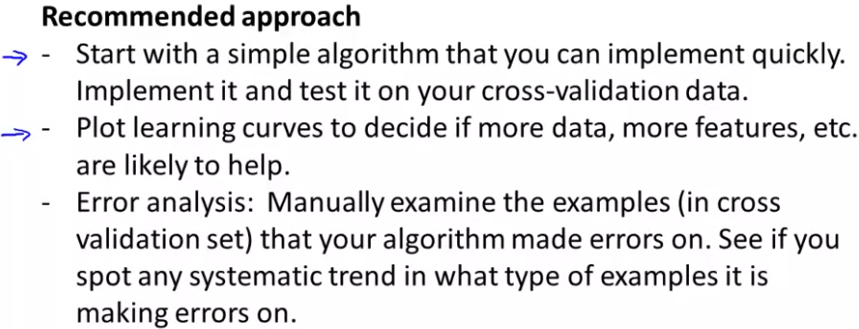 Recommended approach
- Start with a simple algorithm that you can implement quickly.
Implement it and test it on your cross-validation data.
- Plot learning curves to decide if more data, more features, etc.
are likely to help.
- Error analysis: Manually examine the examples (in cross
validation set) that your algorithm made errors on. See if you
spot any systematic trend in what type of examples it is
making errors on.